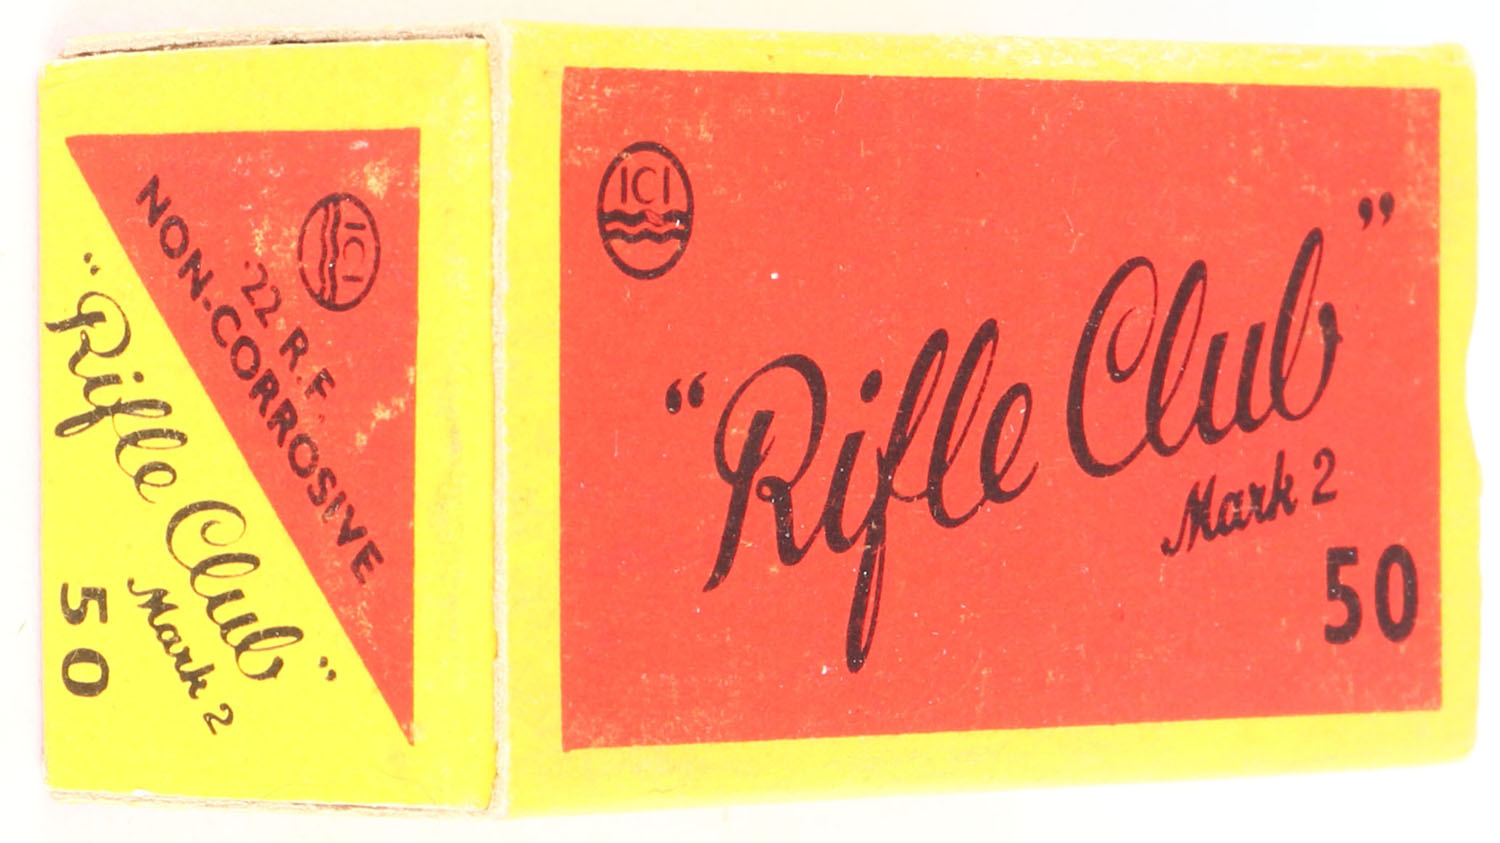 ICI
“Rifle Club”
Mark 2
50
ICI
·22 R.F.
NON-CORROSIVE
“Rifle Club”
Mark 2
50